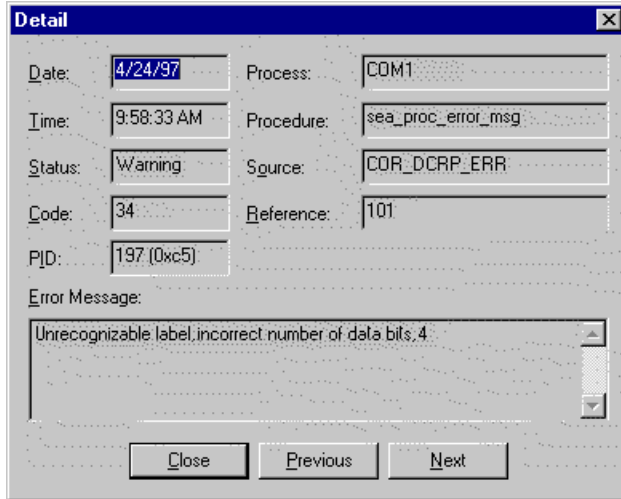 Detail
Date: 4/24/97 Process: COM1
Time: 9:58:33 AM Procedure: sea_proc_error_msg
Status: Warning Source: COR_DCRP_ERR
Code: 34 Reference: 101
PID: 197 (0xc5)
Error Message:
Unrecognizable label,incorrect number of data bits,4
Close Previous Next